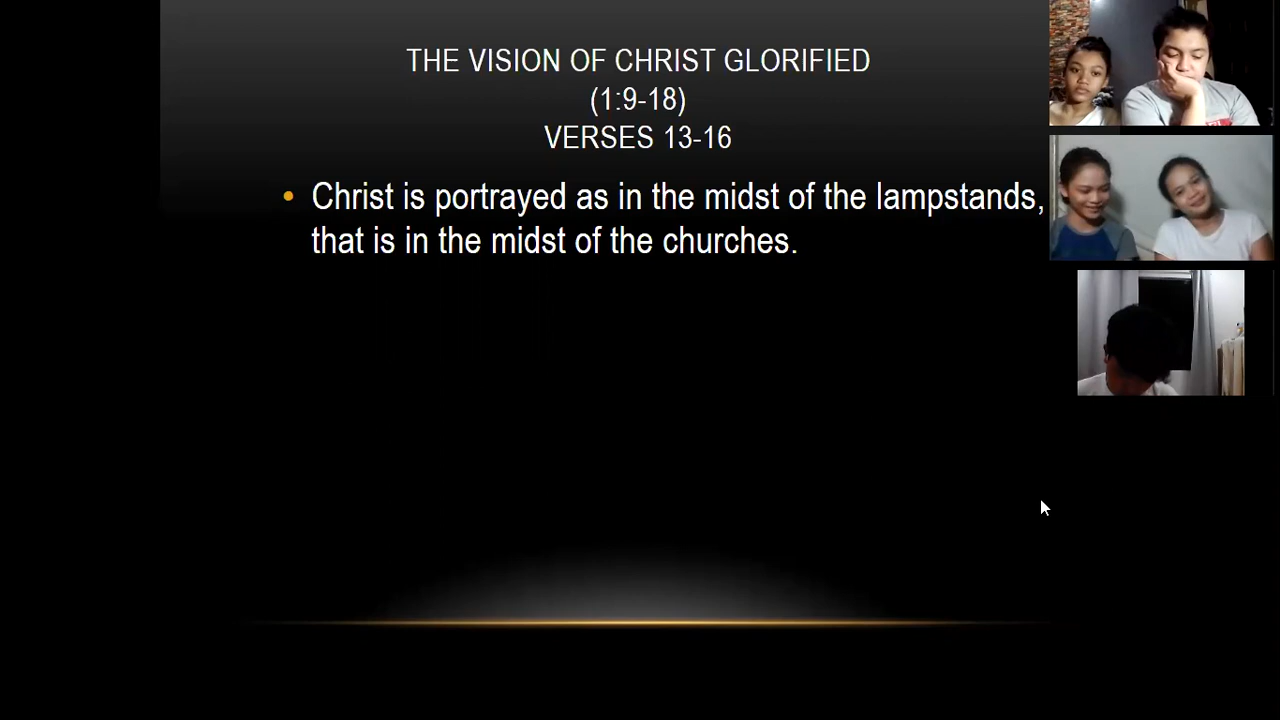 THE VISION OF CHRIST GLORIFIED
(1:9-18)
VERSES 13-16
• Christ is portrayed as in the midst of the lampstands,
that is in the midst of the churches.